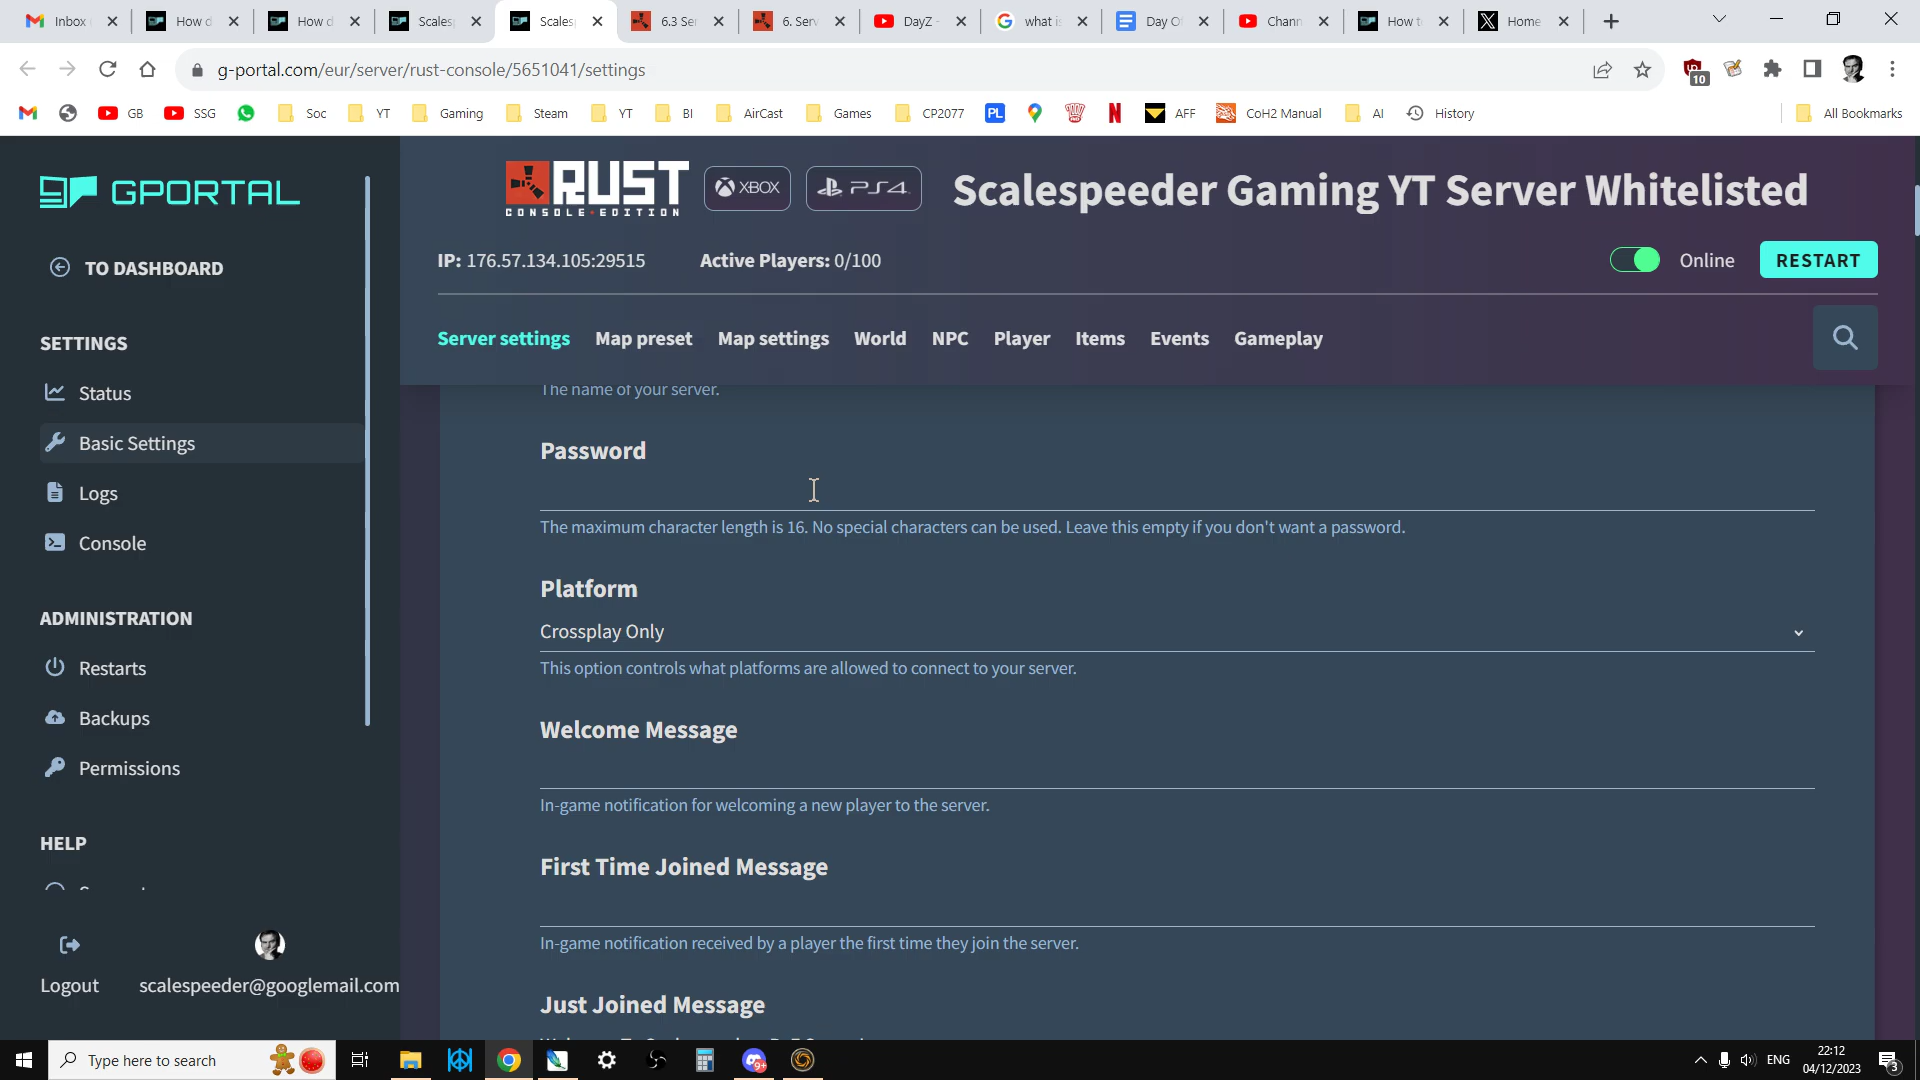 Inbox
How d
How d
Scales
Scales
6.3 Ser
6. Serv
DayZ -
what is
Day O
Chann
How t
Home
g-portal.com/eur/server/rust-console/5651041/settings
10
GB
SSG
Soc
YT
Gaming
Steam
YT
BI
AirCast
Games
CP2077
PL
AFF
CoH2 Manual
AI
History
All Bookmarks
GPORTAL
TO DASHBOARD
SETTINGS
Status
Basic Settings
Logs
Console
ADMINISTRATION
Restarts
Backups
Permissions
HELP
Logout
scalespeeder@googlemail.com
RUST
CONSOLE EDITION
XBOX
PS4
Scalespeeder Gaming YT Server Whitelisted
IP: 176.57.134.105:29515
Active Players: 0/100
Online
RESTART
Server settings
Map preset
Map settings
World
NPC
Player
Items
Events
Gameplay
The name of your server.
Password
The maximum character length is 16. No special characters can be used. Leave this empty if you don't want a password.
Platform
Crossplay Only
This option controls what platforms are allowed to connect to your server.
Welcome Message
In-game notification for welcoming a new player to the server.
First Time Joined Message
In-game notification received by a player the first time they join the server.
Just Joined Message
Type here to search
9+
ENG
22:12
04/12/2023
3